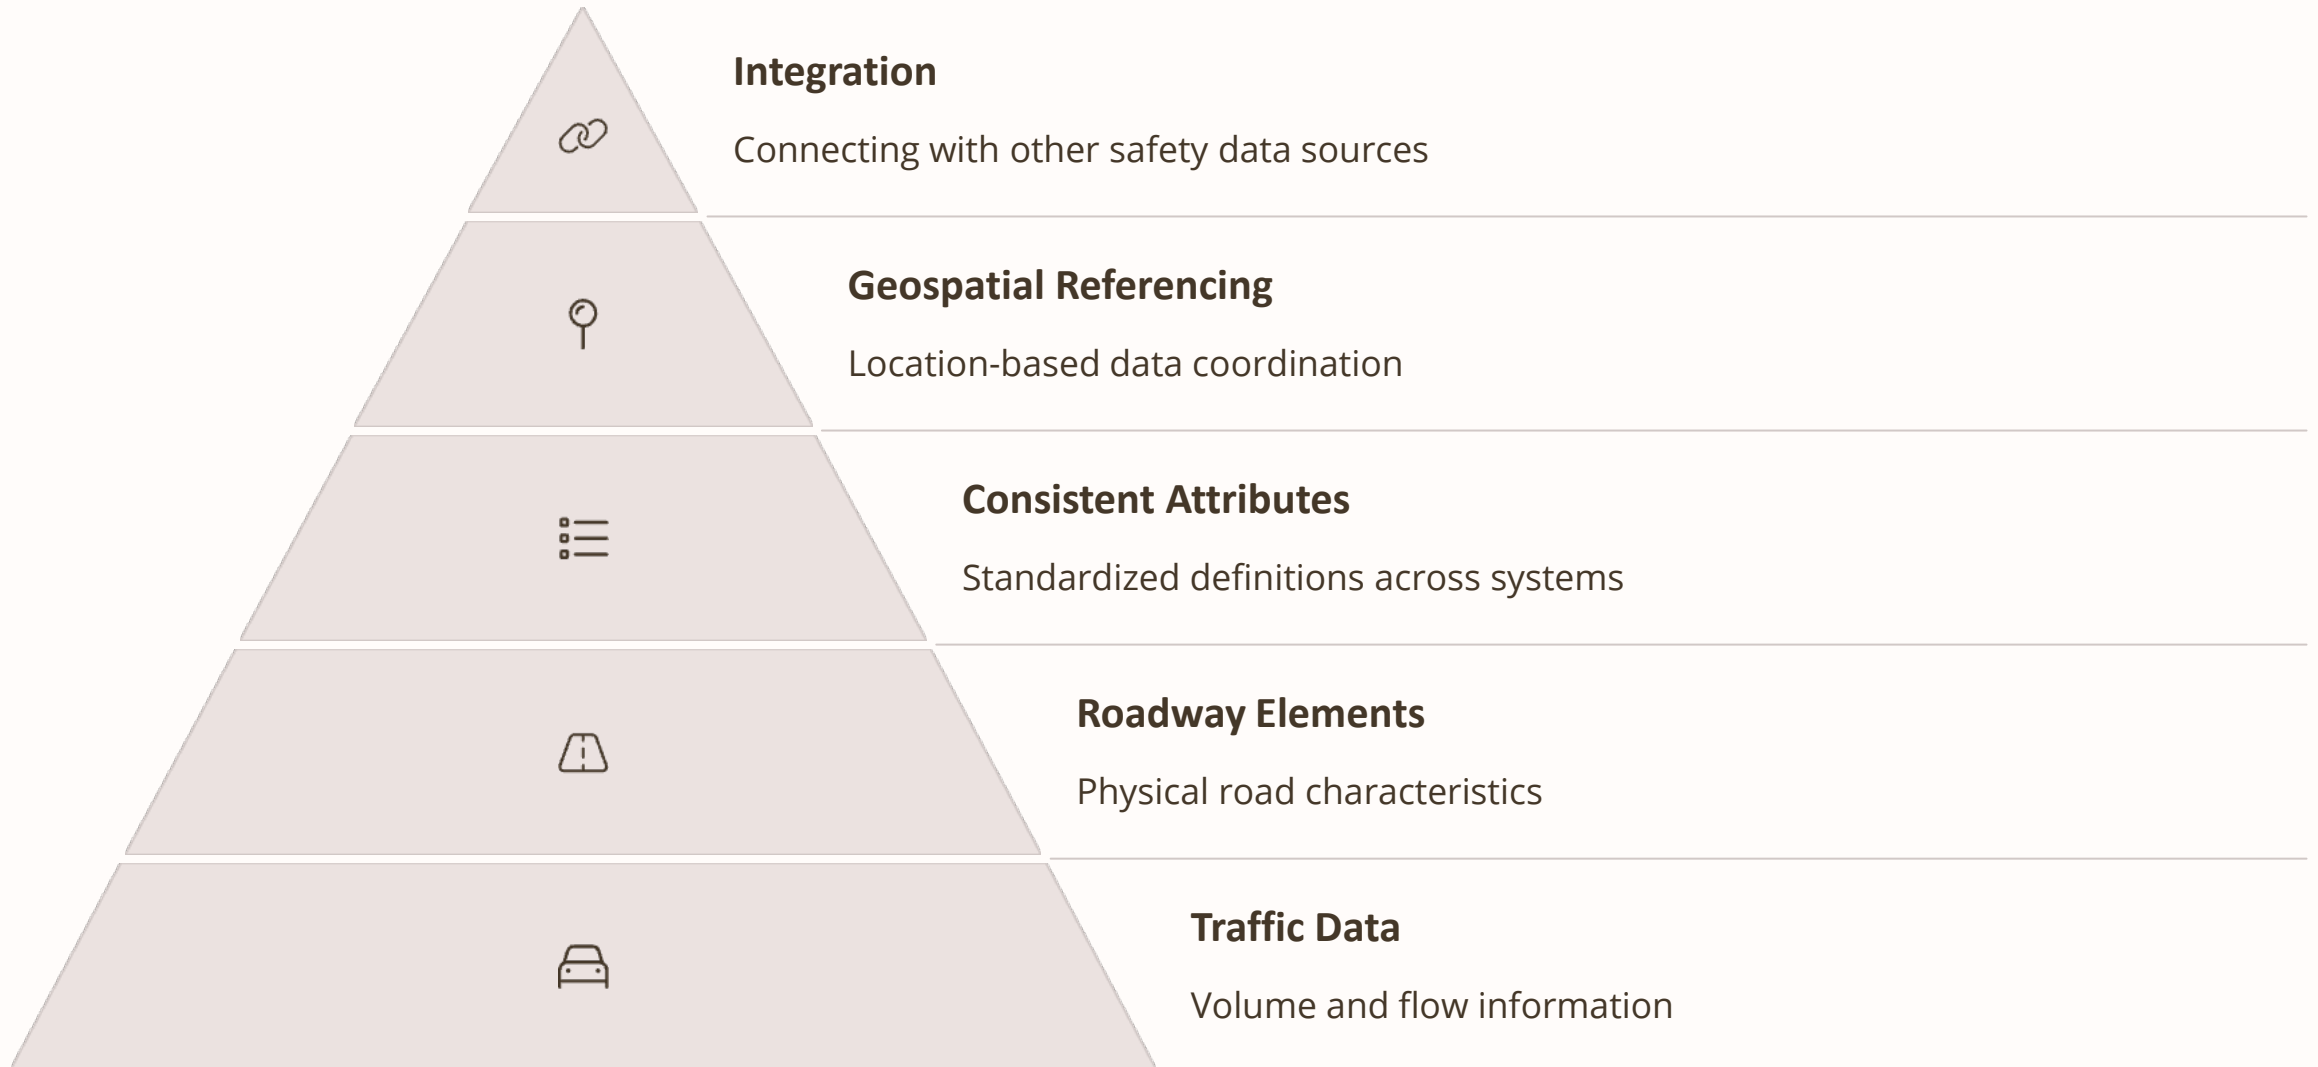 Integration
Connecting with other safety data sources
Geospatial Referencing
Location-based data coordination
Consistent Attributes
Standardized definitions across systems
Roadway Elements
Physical road characteristics
Traffic Data
Volume and flow information